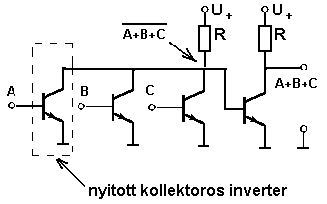 U+ U+
A+B+C R R
A B C A+B+C
nyitott kollektoros inverter